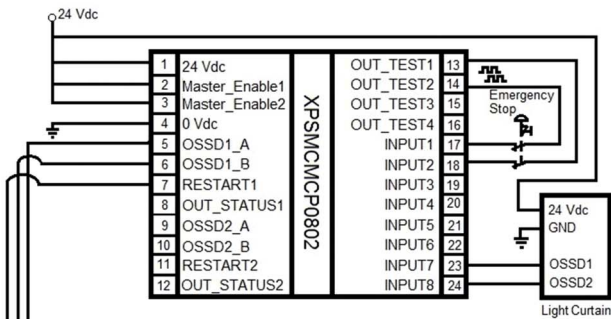 24 Vdc
1 24 Vdc
2 Master_Enable1
3 Master_Enable2
4 0 Vdc
5 OSSD1_A
6 OSSD1_B
7 RESTART1
8 OUT_STATUS1
9 OSSD2_A
10 OSSD2_B
11 RESTART2
12 OUT_STATUS2
XPSMCMCP0802
OUT_TEST1 13
OUT_TEST2 14
OUT_TEST3 15
OUT_TEST4 16
INPUT1 17
INPUT2 18
INPUT3 19
INPUT4 20
INPUT5 21
INPUT6 22
INPUT7 23
INPUT8 24
Emergency
Stop
24 Vdc
GND
OSSD1
OSSD2
Light Curtain